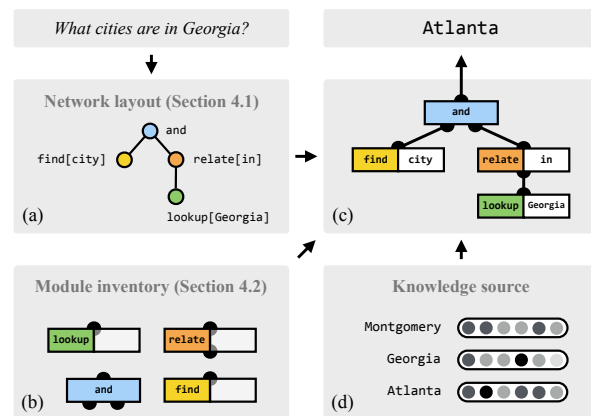 What cities are in Georgia?
Atlanta
Network layout (Section 4.1)
and
find[city]
relate[in]
lookup[Georgia]
(a)
and
find city
relate in
lookup Georgia
(c)
Module inventory (Section 4.2)
lookup
relate
and
find
(b)
Knowledge source
Montgomery
Georgia
Atlanta
(d)